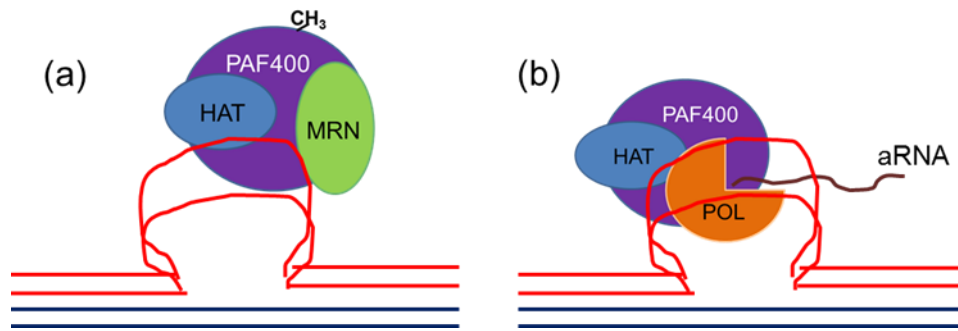 (a)
CH₃
PAF400
HAT
MRN
(b)
PAF400
HAT
POL
aRNA